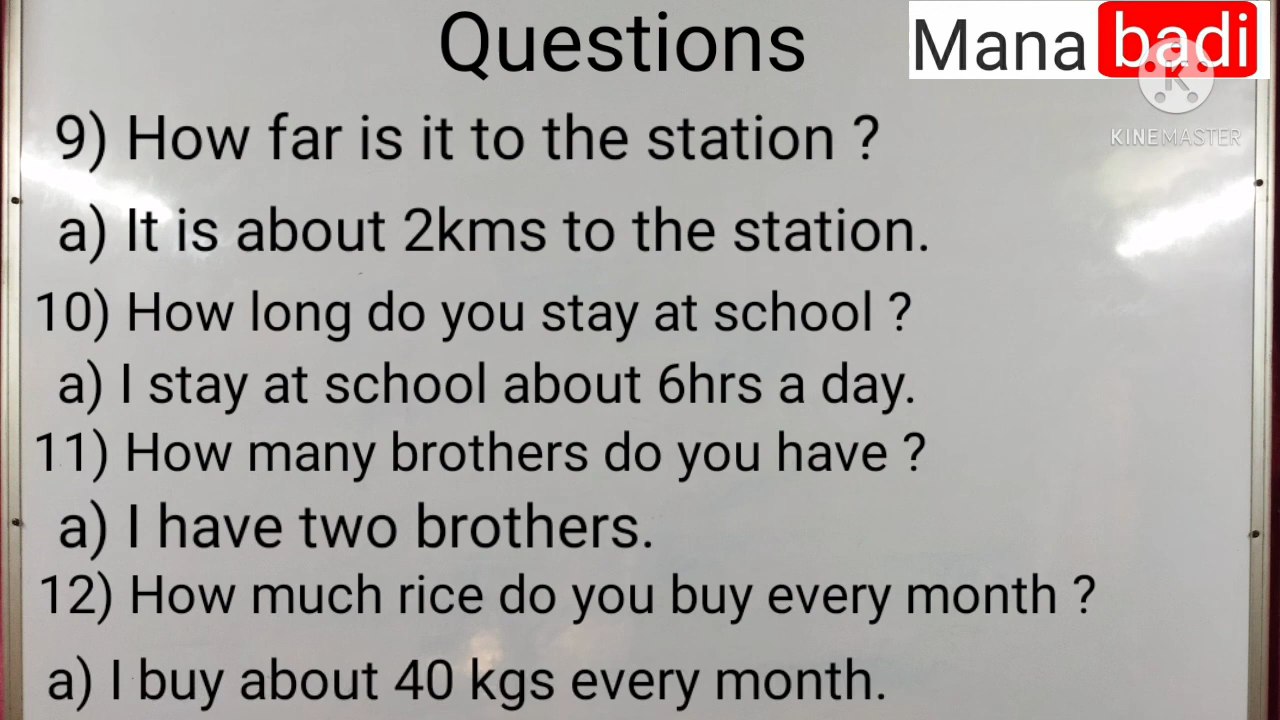 Questions
Mana badi
KINEMASTER
9) How far is it to the station ?
a) It is about 2kms to the station.
10) How long do you stay at school ?
a) I stay at school about 6hrs a day.
11) How many brothers do you have ?
a) I have two brothers.
12) How much rice do you buy every month ?
a) I buy about 40 kgs every month.